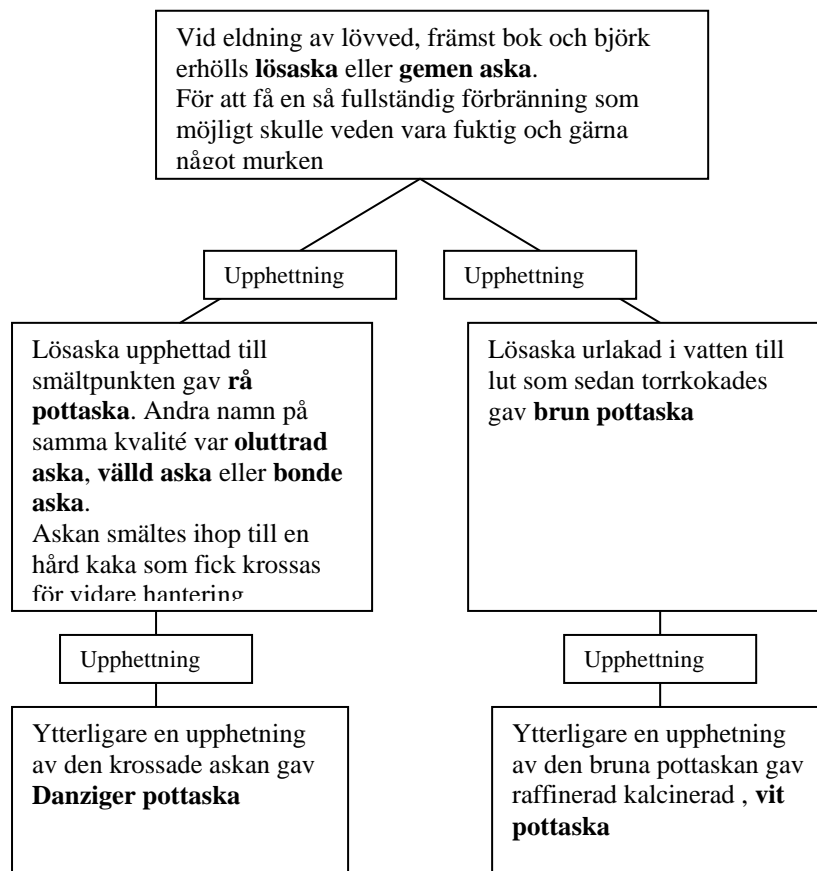 Vid eldning av lövved, främst bok och björk
erhölls lösaska eller gemen aska.
För att få en så fullständig förbränning som
möjligt skulle veden vara fuktig och gärna
något murken
Upphettning
Upphettning
Lösaska upphettad till
smältpunkten gav rå
pottaska. Andra namn på
samma kvalité var oluttrad
aska, välld aska eller bonde
aska.
Askan smältes ihop till en
hård kaka som fick krossas
för vidare hantering
Lösaska urlakad i vatten till
lut som sedan torrkokades
gav brun pottaska
Upphettning
Upphettning
Ytterligare en upphetning
av den krossade askan gav
Danziger pottaska
Ytterligare en upphetning
av den bruna pottaskan gav
raffinerad kalcinerad , vit
pottaska